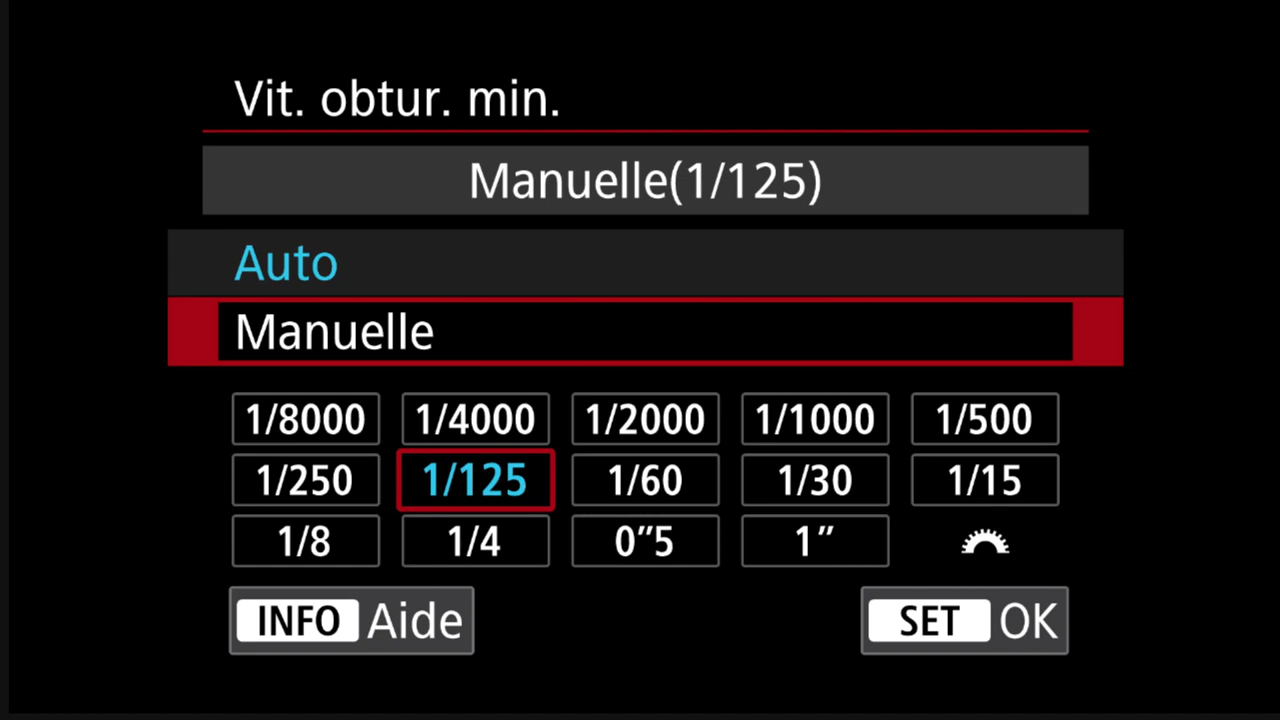 Vit. obtur. min.
Manuelle(1/125)
Auto
Manuelle
1/8000 1/4000 1/2000 1/1000 1/500
1/250 1/125 1/60 1/30 1/15
1/8 1/4 0"5 1"
INFO Aide SET OK